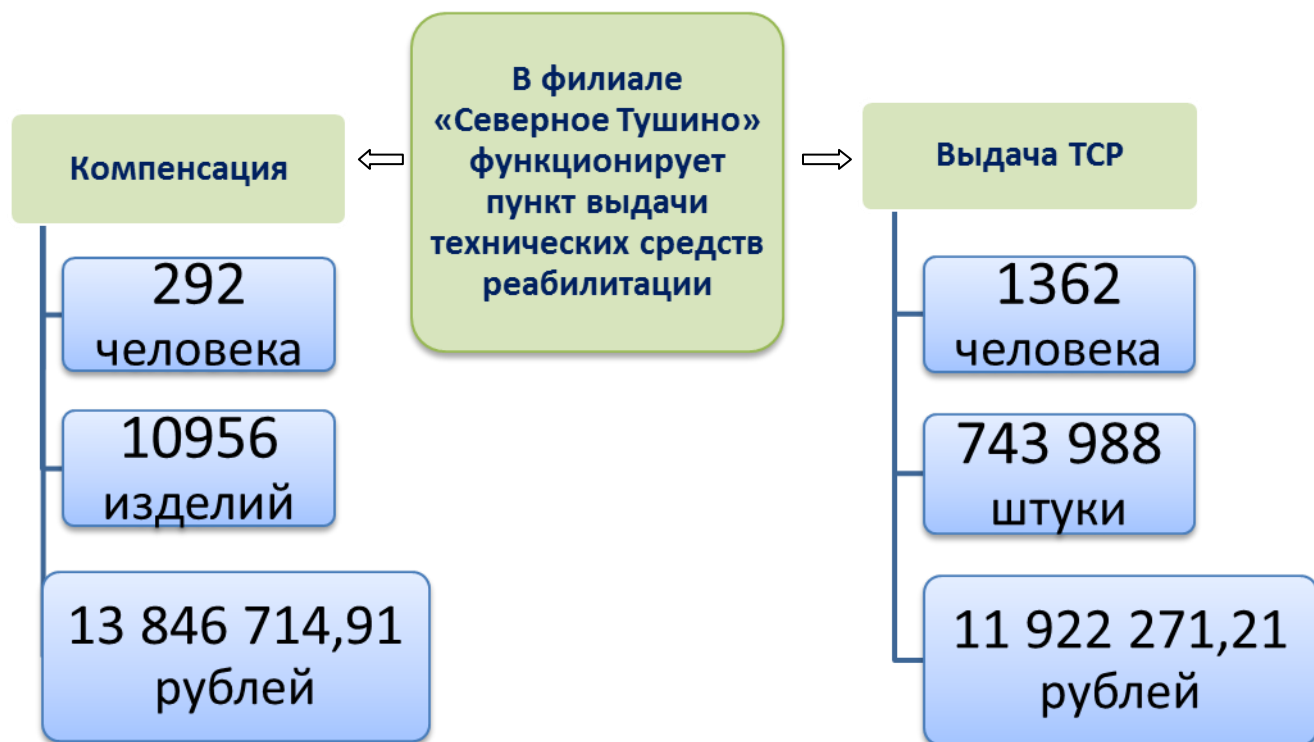 В филиале
«Северное Тушино»
функционирует
пункт выдачи
технических средств
реабилитации
Компенсация
292
человека
10956
изделий
13 846 714,91
рублей
Выдача ТСР
1362
человека
743 988
штуки
11 922 271,21
рублей